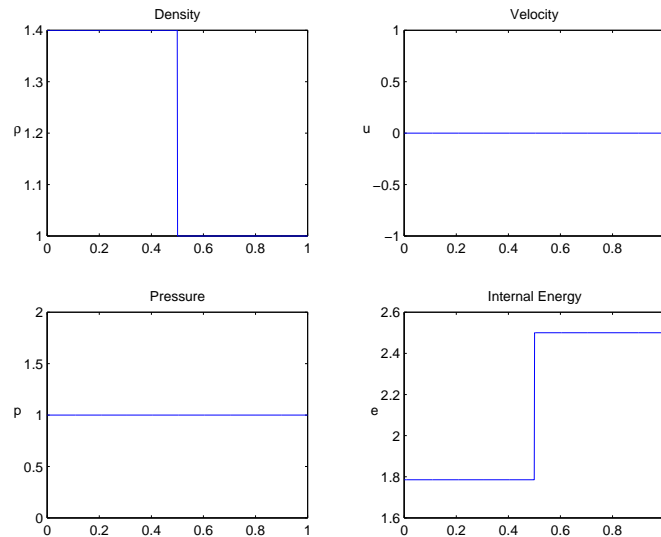 Density
1.4
1.3
ρ 1.2
1.1
1
0 0.2 0.4 0.6 0.8 1
Velocity
1
0.5
u 0
−0.5
−1
0 0.2 0.4 0.6 0.8
Pressure
2
1.5
p 1
0.5
0
0 0.2 0.4 0.6 0.8 1
Internal Energy
2.6
2.4
2.2
e 2
1.8
1.6
0 0.2 0.4 0.6 0.8